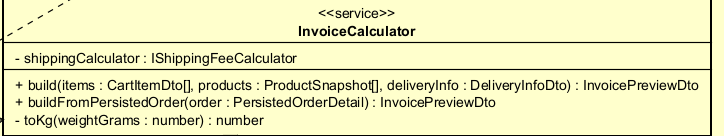 <<service>>
InvoiceCalculator
- shippingCalculator : IShippingFeeCalculator
+ build(items : CartItemDto[], products : ProductSnapshot[], deliveryInfo : DeliveryInfoDto) : InvoicePreviewDto
+ buildFromPersistedOrder(order : PersistedOrderDetail) : InvoicePreviewDto
- toKg(weightGrams : number) : number